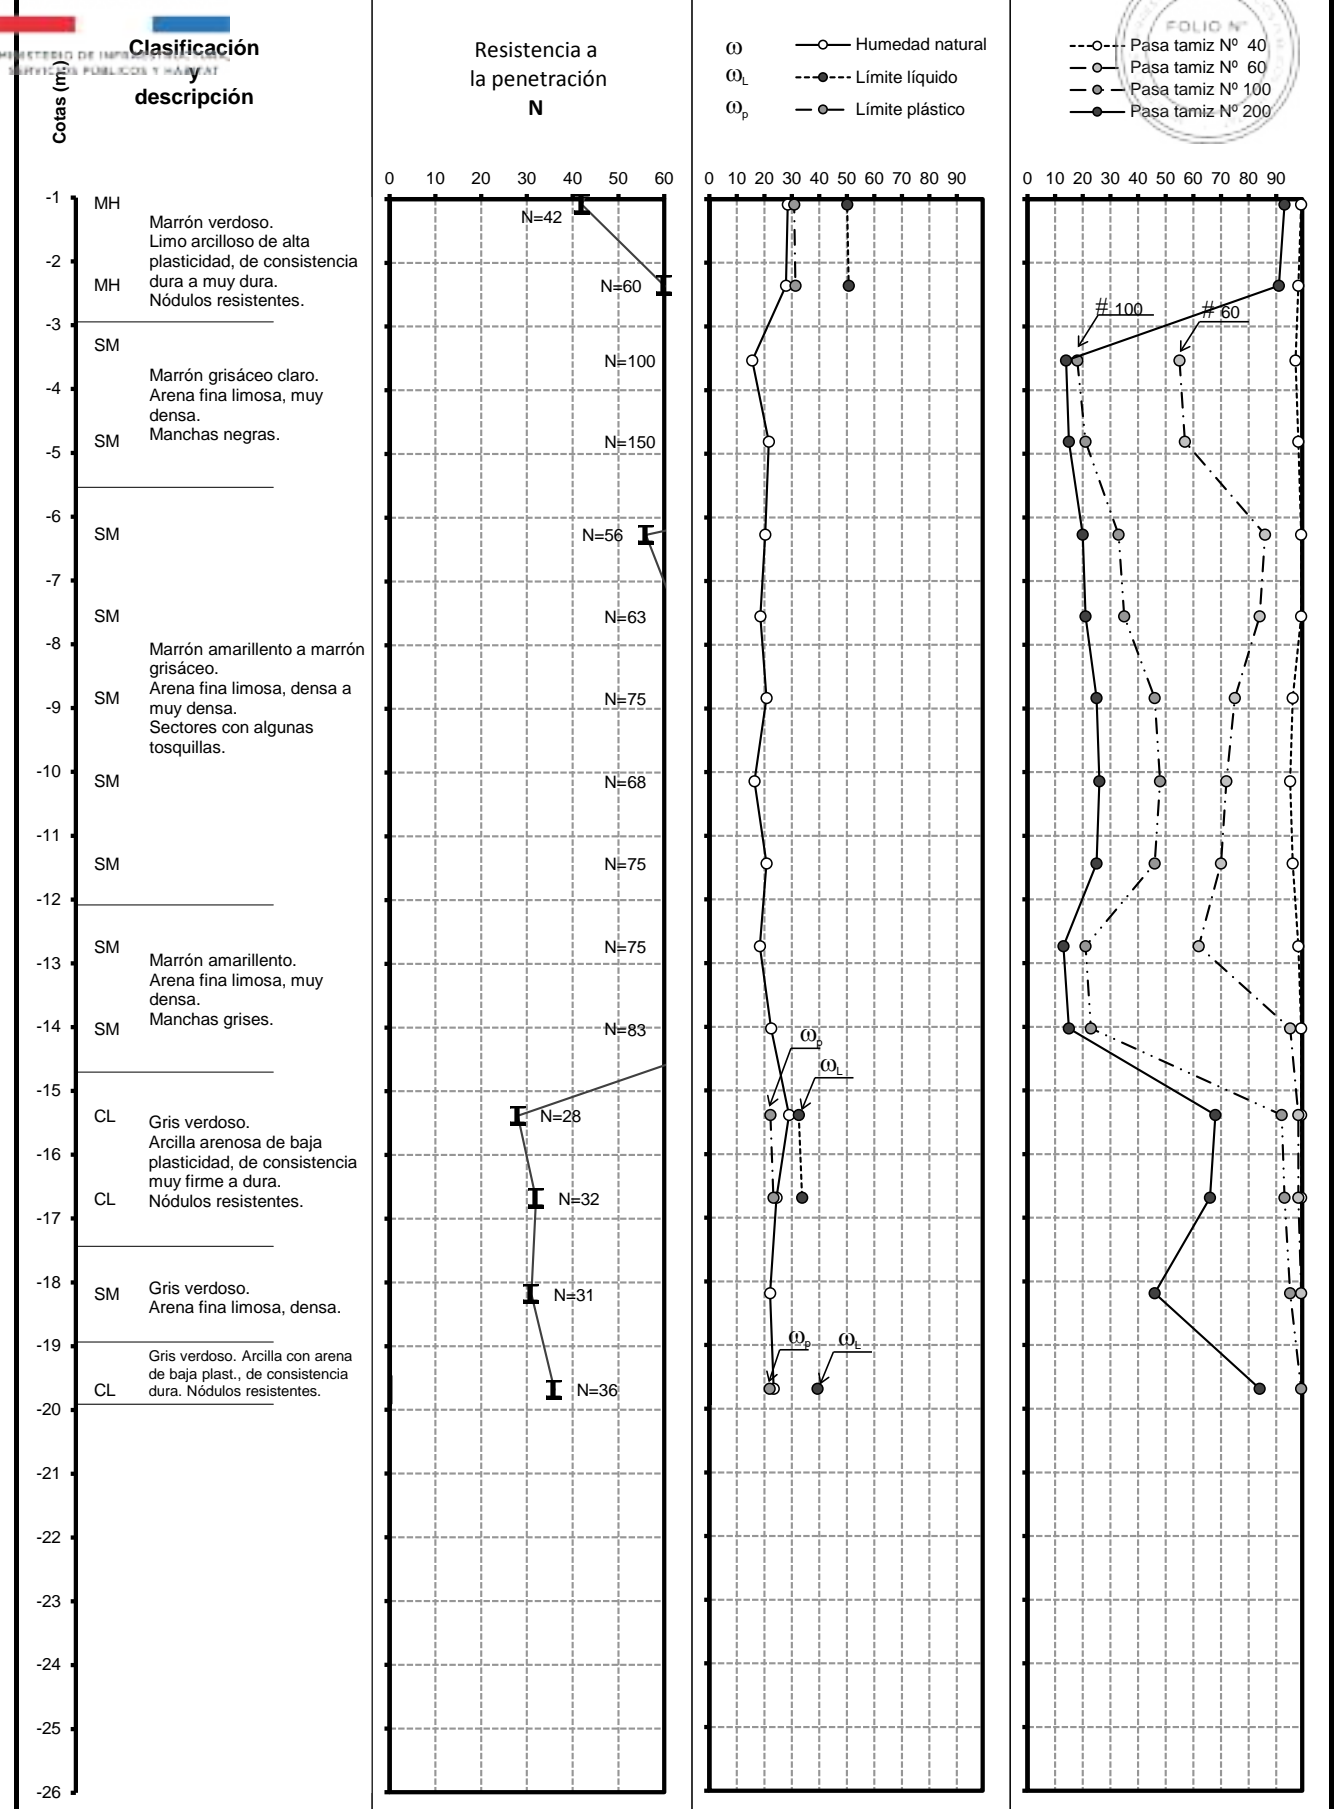 MINISTERIO DE INFRAESTRUCTURA,
SERVICIOS PÚBLICOS Y HÁBITAT
Clasificación
y
descripción
Cotas (m)
Resistencia a
la penetración
N
ω Humedad natural
ωL Límite líquido
ωp Límite plástico
FOLIO Nº
Pasa tamiz Nº 40
Pasa tamiz Nº 60
Pasa tamiz Nº 100
Pasa tamiz Nº 200
0 10 20 30 40 50 60
0 10 20 30 40 50 60 70 80 90
0 10 20 30 40 50 60 70 80 90
-1
-2
-3
-4
-5
-6
-7
-8
-9
-10
-11
-12
-13
-14
-15
-16
-17
-18
-19
-20
-21
-22
-23
-24
-25
-26
MH
Marrón verdoso.
Limo arcilloso de alta
plasticidad, de consistencia
MH dura a muy dura.
Nódulos resistentes.
SM
Marrón grisáceo claro.
Arena fina limosa, muy
densa.
SM Manchas negras.
SM
SM
Marrón amarillento a marrón
grisáceo.
SM Arena fina limosa, densa a
muy densa.
Sectores con algunas
tosquillas.
SM
SM
SM
Marrón amarillento.
Arena fina limosa, muy
densa.
SM Manchas grises.
CL Gris verdoso.
Arcilla arenosa de baja
plasticidad, de consistencia
muy firme a dura.
CL Nódulos resistentes.
SM Gris verdoso.
Arena fina limosa, densa.
Gris verdoso. Arcilla con arena
de baja plast., de consistencia
CL dura. Nódulos resistentes.
N=42
N=60
N=100
N=150
N=56
N=63
N=75
N=68
N=75
N=75
N=83
N=28
N=32
N=31
N=36
ωp
ωL
ωp ωL
# 100
# 60